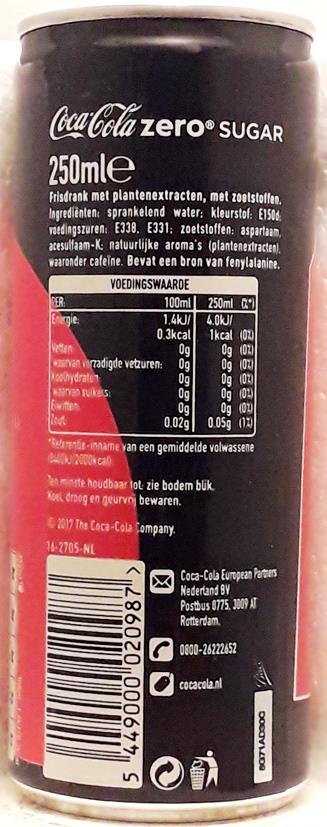 Coca-Cola zero® SUGAR
250ml℮
Frisdrank met plantenextracten, met zoetstoffen.
Ingrediënten: sprankelend water; kleurstof: E150d;
voedingszuren: E338, E331; zoetstoffen: aspartaam,
acesulfaam-K; natuurlijke aroma's (plantenextracten),
waaronder cafeïne. Bevat een bron van fenylalanine.
VOEDINGSWAARDE
PER: 100ml 250ml (%*)
Energie: 1.4kJ/ 4.0kJ/
0.3kcal 1kcal (0%)
Vetten: 0g 0g (0%)
waarvan verzadigde vetzuren: 0g 0g (0%)
Koolhydraten: 0g 0g (0%)
waarvan suikers: 0g 0g (0%)
Eiwitten: 0g 0g (0%)
Zout: 0.02g 0.05g (1%)
*Referentie-inname van een gemiddelde volwassene
(8400kJ/2000kcal)
Ten minste houdbaar tot: zie bodem blik.
Koel, droog en geurvrij bewaren.
© 2017 The Coca-Cola Company.
16-2705-NL
Coca-Cola European Partners
Nederland BV
Postbus 8775, 3009 AT
Rotterdam.
0800-26222652
cocacola.nl
5 449000 020987 >